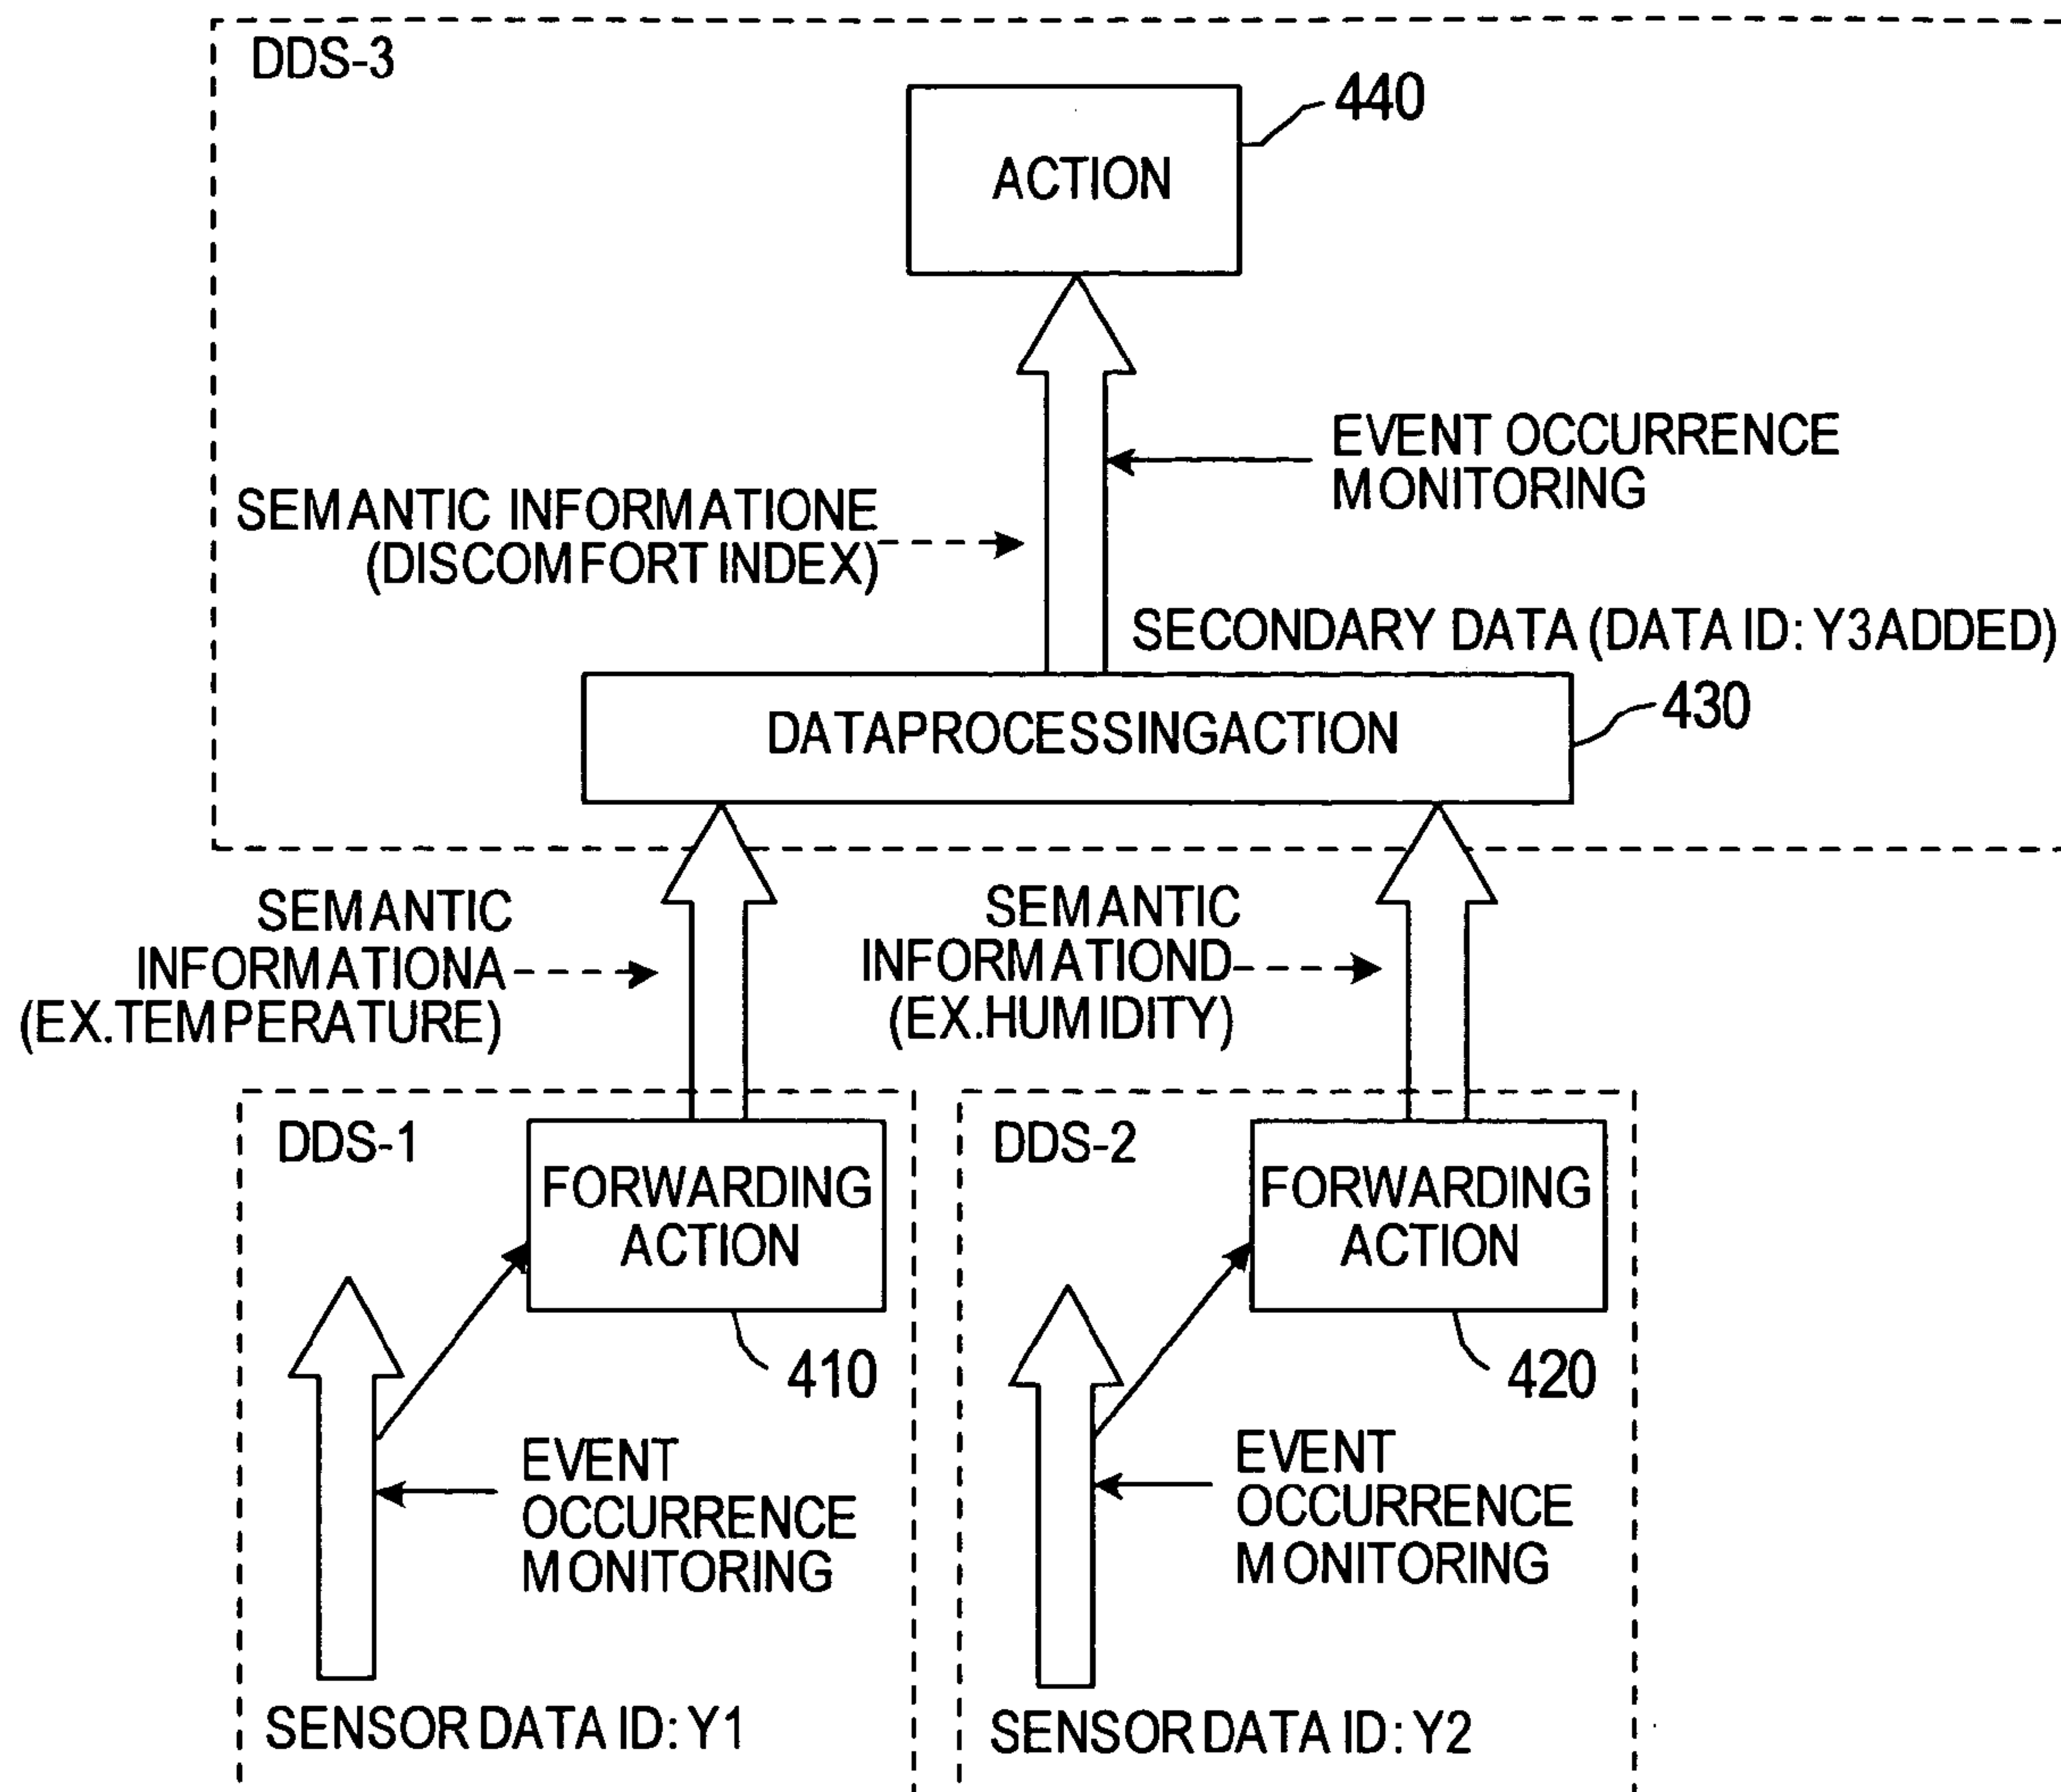 DDS-3
440
ACTION
EVENT OCCURRENCE
MONITORING
SEMANTIC INFORMATIONE
(DISCOMFORT INDEX)
SECONDARY DATA (DATA ID: Y3 ADDED)
430
DATAPROCESSINGACTION
SEMANTIC
INFORMATIONA
(EX.TEMPERATURE)
SEMANTIC
INFORMATIOND
(EX.HUMIDITY)
DDS-1
FORWARDING
ACTION
410
EVENT
OCCURRENCE
MONITORING
SENSOR DATA ID: Y1
DDS-2
FORWARDING
ACTION
420
EVENT
OCCURRENCE
MONITORING
SENSOR DATA ID: Y2